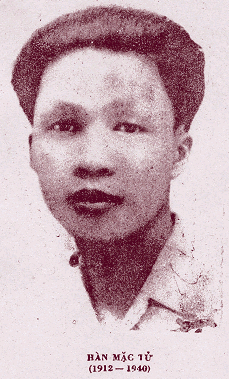 HÀN MẶC TỬ
(1912 — 1940)